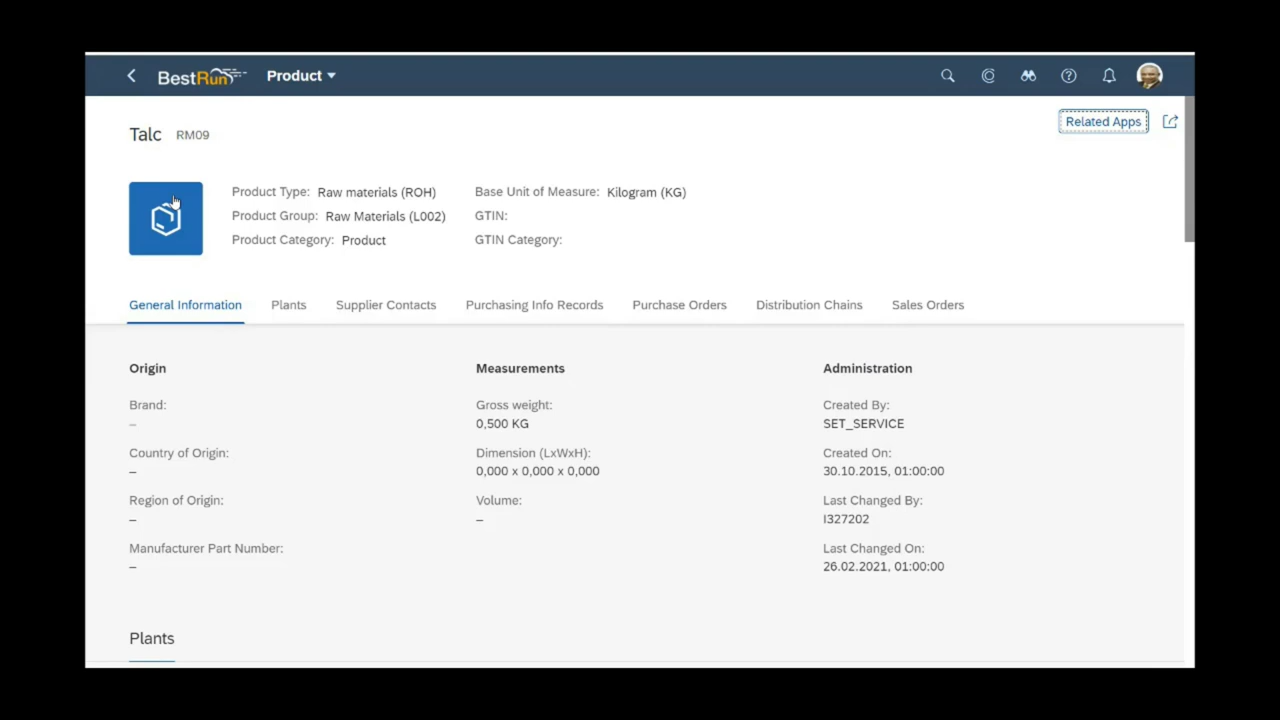 BestRun Product
Related Apps
Talc RM09
Product Type: Raw materials (ROH) Base Unit of Measure: Kilogram (KG)
Product Group: Raw Materials (L002) GTIN:
Product Category: Product GTIN Category:
General Information Plants Supplier Contacts Purchasing Info Records Purchase Orders Distribution Chains Sales Orders
Origin
Brand:
–
Country of Origin:
–
Region of Origin:
–
Manufacturer Part Number:
–
Measurements
Gross weight:
0,500 KG
Dimension (LxWxH):
0,000 x 0,000 x 0,000
Volume:
–
Administration
Created By:
SET_SERVICE
Created On:
30.10.2015, 01:00:00
Last Changed By:
I327202
Last Changed On:
26.02.2021, 01:00:00
Plants